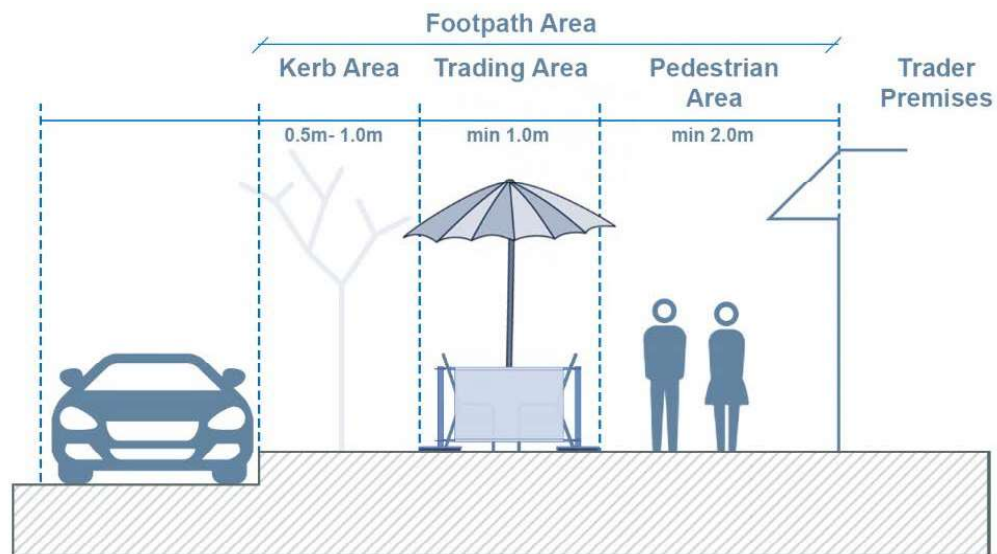 Footpath Area
Kerb Area
Trading Area
Pedestrian
Area
Trader
Premises
0.5m- 1.0m
min 1.0m
min 2.0m